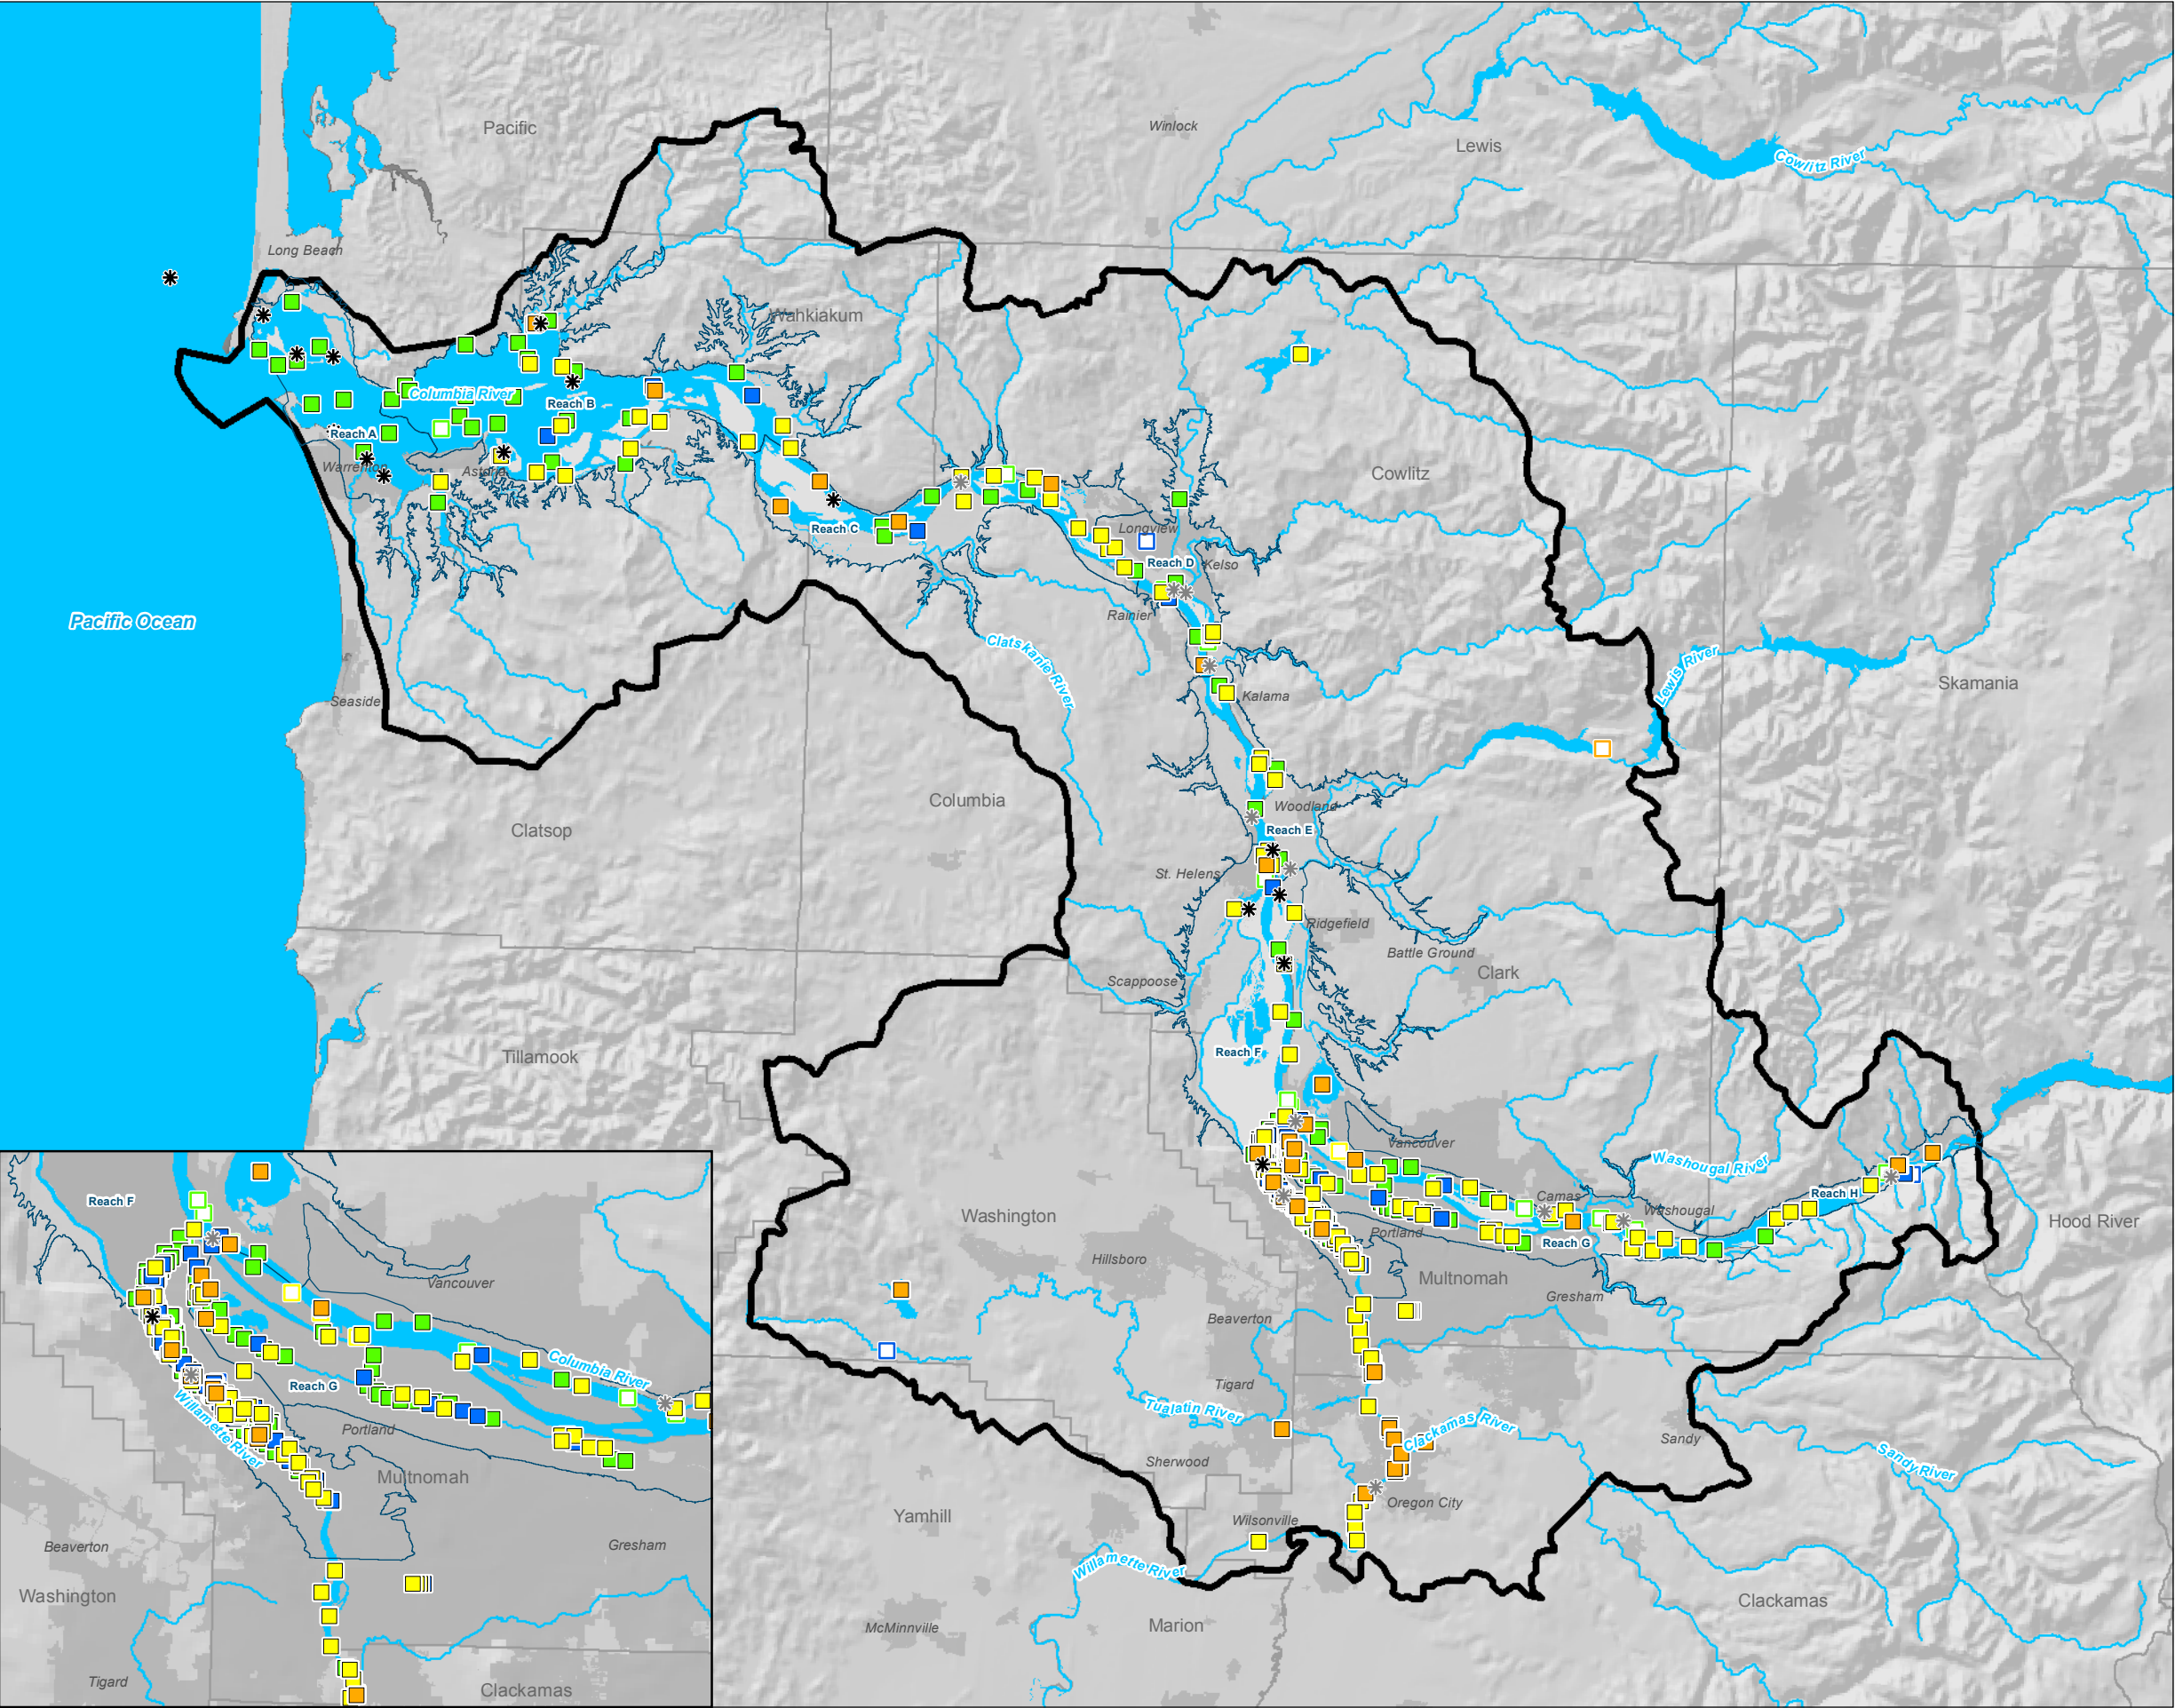 Pacific
Winlock
Lewis
Cowlitz River
Long Beach
Wahkiakum
Columbia River
Reach B
Reach A
Warrenton
Astoria
Cowlitz
Reach C
Longview
Reach D
Kelso
Rainier
Pacific Ocean
Clatskanie River
Lewis River
Skamania
Seaside
Kalama
Columbia
Clatsop
Woodland
Reach E
St. Helens
Ridgefield
Battle Ground
Clark
Scappoose
Tillamook
Reach F
Vancouver
Washougal River
Camas
Washougal
Reach H
Hood River
Washington
Portland
Reach G
Hillsboro
Multnomah
Gresham
Beaverton
Tigard
Tualatin River
Clackamas River
Sandy
Sandy River
Sherwood
Oregon City
Yamhill
Wilsonville
Willamette River
Clackamas
McMinnville
Marion
Reach F
Vancouver
Columbia River
Reach G
Willamette River
Portland
Multnomah
Beaverton
Gresham
Washington
Tigard
Clackamas